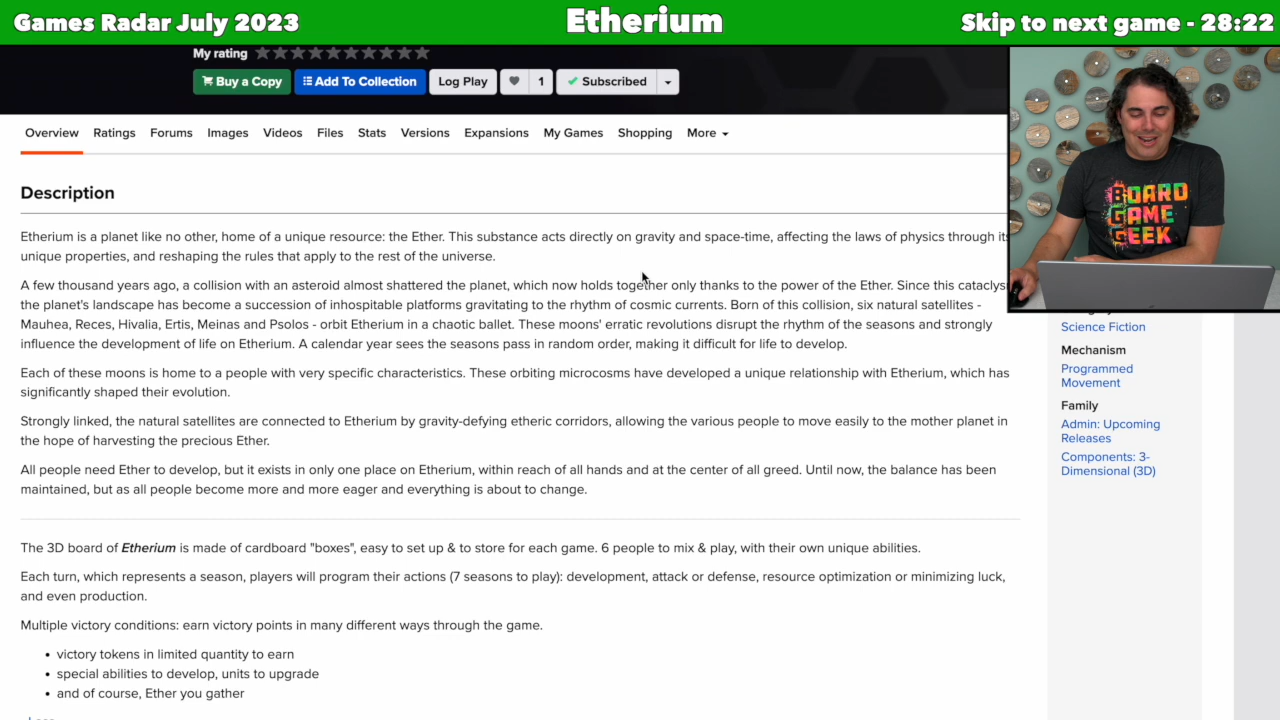 Games Radar July 2023
Etherium
Skip to next game - 28:22
My rating
Buy a Copy
Add To Collection
Log Play
1
Subscribed
Overview Ratings Forums Images Videos Files Stats Versions Expansions My Games Shopping More
BOARD
GAME
GEEK
Description
Etherium is a planet like no other, home of a unique resource: the Ether. This substance acts directly on gravity and space-time, affecting the laws of physics through its
unique properties, and reshaping the rules that apply to the rest of the universe.
A few thousand years ago, a collision with an asteroid almost shattered the planet, which now holds together only thanks to the power of the Ether. Since this cataclys
the planet's landscape has become a succession of inhospitable platforms gravitating to the rhythm of cosmic currents. Born of this collision, six natural satellites -
Mauhea, Reces, Hivalia, Ertis, Meinas and Psolos - orbit Etherium in a chaotic ballet. These moons' erratic revolutions disrupt the rhythm of the seasons and strongly
influence the development of life on Etherium. A calendar year sees the seasons pass in random order, making it difficult for life to develop.
Each of these moons is home to a people with very specific characteristics. These orbiting microcosms have developed a unique relationship with Etherium, which has
significantly shaped their evolution.
Strongly linked, the natural satellites are connected to Etherium by gravity-defying etheric corridors, allowing the various people to move easily to the mother planet in
the hope of harvesting the precious Ether.
All people need Ether to develop, but it exists in only one place on Etherium, within reach of all hands and at the center of all greed. Until now, the balance has been
maintained, but as all people become more and more eager and everything is about to change.
The 3D board of Etherium is made of cardboard "boxes", easy to set up & to store for each game. 6 people to mix & play, with their own unique abilities.
Each turn, which represents a season, players will program their actions (7 seasons to play): development, attack or defense, resource optimization or minimizing luck,
and even production.
Multiple victory conditions: earn victory points in many different ways through the game.
• victory tokens in limited quantity to earn
• special abilities to develop, units to upgrade
• and of course, Ether you gather
Science Fiction
Mechanism
Programmed
Movement
Family
Admin: Upcoming
Releases
Components: 3-
Dimensional (3D)